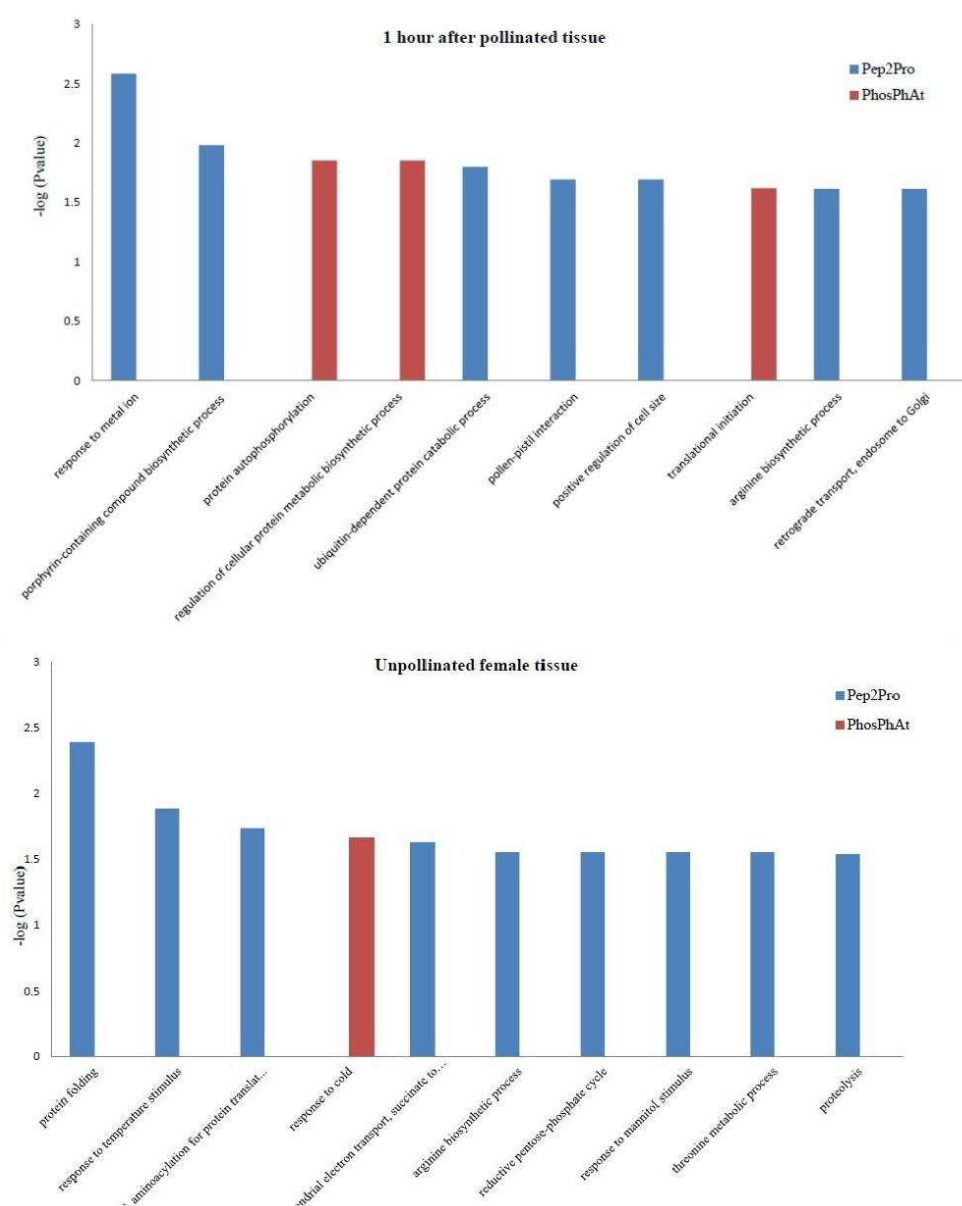 1 hour after pollinated tissue
Pep2Pro
PhosPhAt
-log (Pvalue)
3
2.5
2
1.5
1
0.5
0
response to metal ion
porphyrin-containing compound biosynthetic process
protein autophosphorylation
regulation of cellular protein metabolic biosynthetic process
ubiquitin-dependent protein catabolic process
pollen-pistil interaction
positive regulation of cell size
translational initiation
arginine biosynthetic process
retrograde transport, endosome to Golgi
Unpollinated female tissue
Pep2Pro
PhosPhAt
-log (Pvalue)
3
2.5
2
1.5
1
0.5
0
protein folding
response to temperature stimulus
aminoacylation for protein translat...
response to cold
electron transport, succinate to...
arginine biosynthetic process
reductive pentose-phosphate cycle
response to mannitol stimulus
threonine metabolic process
proteolysis